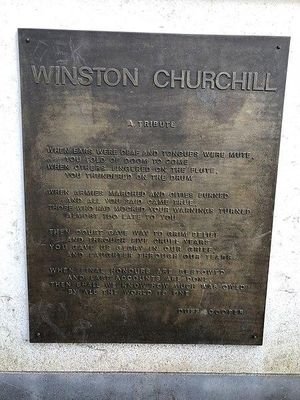 WINSTON CHURCHILL
A TRIBUTE
WHEN EARS WERE DEAF AND TONGUES WERE MUTE,
YOU TOLD OF DOOM TO COME
WHEN OTHERS FINGERED ON THE FLUTE,
YOU THUNDERED ON THE DRUM
WHEN ARMIES MARCHED AND CITIES BURNED
AND ALL YOU SAID CAME TRUE
THOSE WHO HAD MOCKED YOUR WARNINGS TURNED
ALMOST TOO LATE TO YOU
THEN DOUBT GAVE WAY TO GRIM BELIEF
AND THROUGH FIVE CRUEL YEARS
YOU GAVE US GLORY IN OUR GRIEF,
AND LAUGHTER THROUGH OUR TEARS
WHEN FINAL HONOURS ARE BESTOWED
AND LAST ACCOUNTS ARE DONE
THEN SHALL WE KNOW HOW MUCH WAS OWED
BY ALL THE WORLD TO ONE
DUFF COOPER